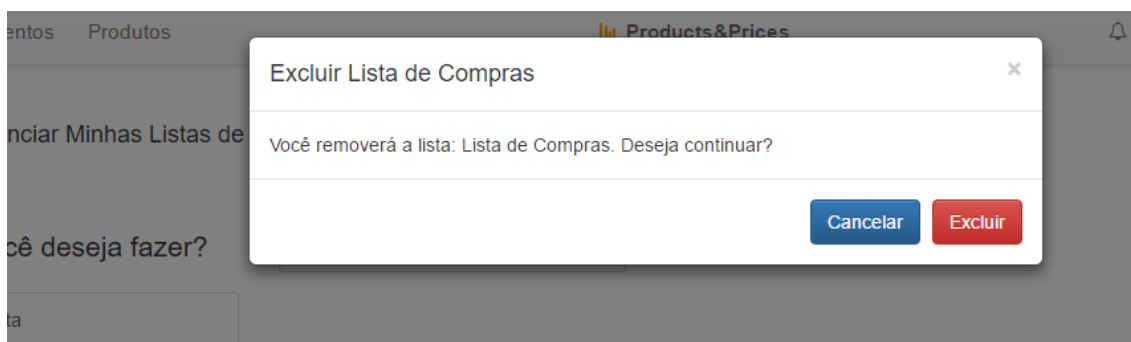 entos Produtos Products&Prices
Excluir Lista de Compras ×
nciar Minhas Listas de
Você removerá a lista: Lista de Compras. Deseja continuar?
Cancelar Excluir
cê deseja fazer?
ta